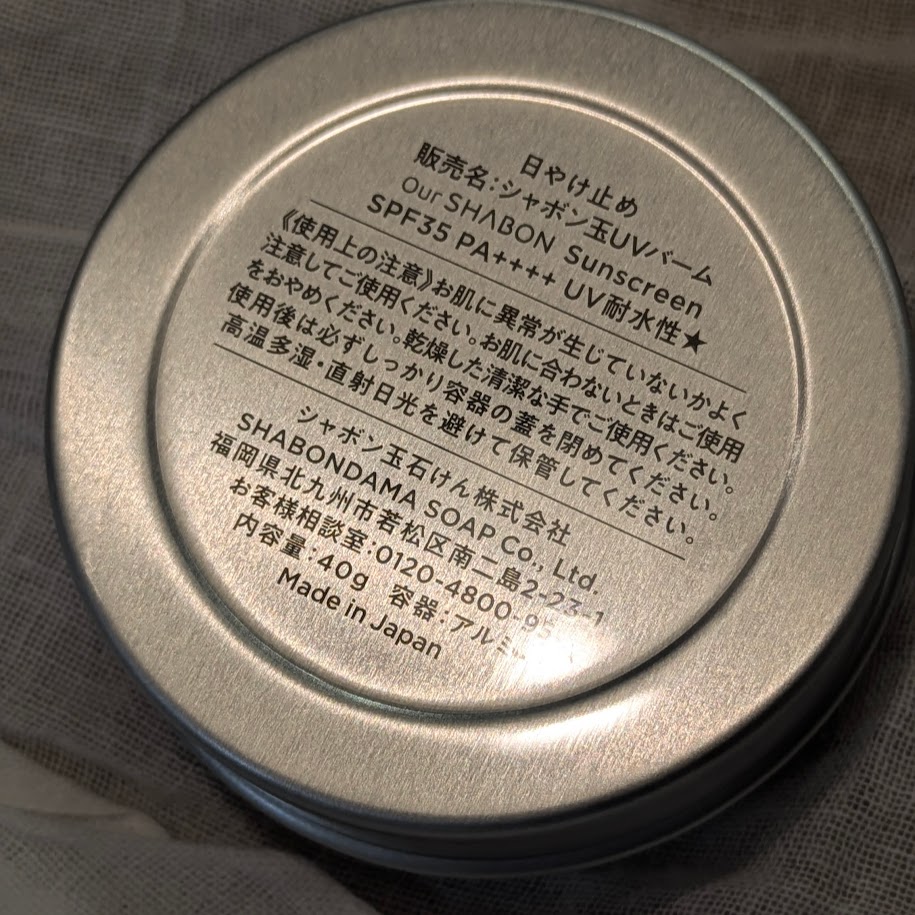 日やけ止め
販売名:シャボン玉UVバーム
Our SHABON Sunscreen
SPF35 PA++++ UV耐水性★
《使用上の注意》お肌に異常が生じていないかよく
注意してご使用ください。お肌に合わないときはご使用
をおやめください。乾燥した清潔な手でご使用ください。
使用後は必ずしっかり容器の蓋を閉めてください。
高温多湿・直射日光を避けて保管してください。
シャボン玉石けん株式会社
SHABONDAMA SOAP Co., Ltd.
福岡県北九州市若松区南二島2-23-1
お客様相談室:0120-4800-95
内容量:40g 容器:アルミ
Made in Japan